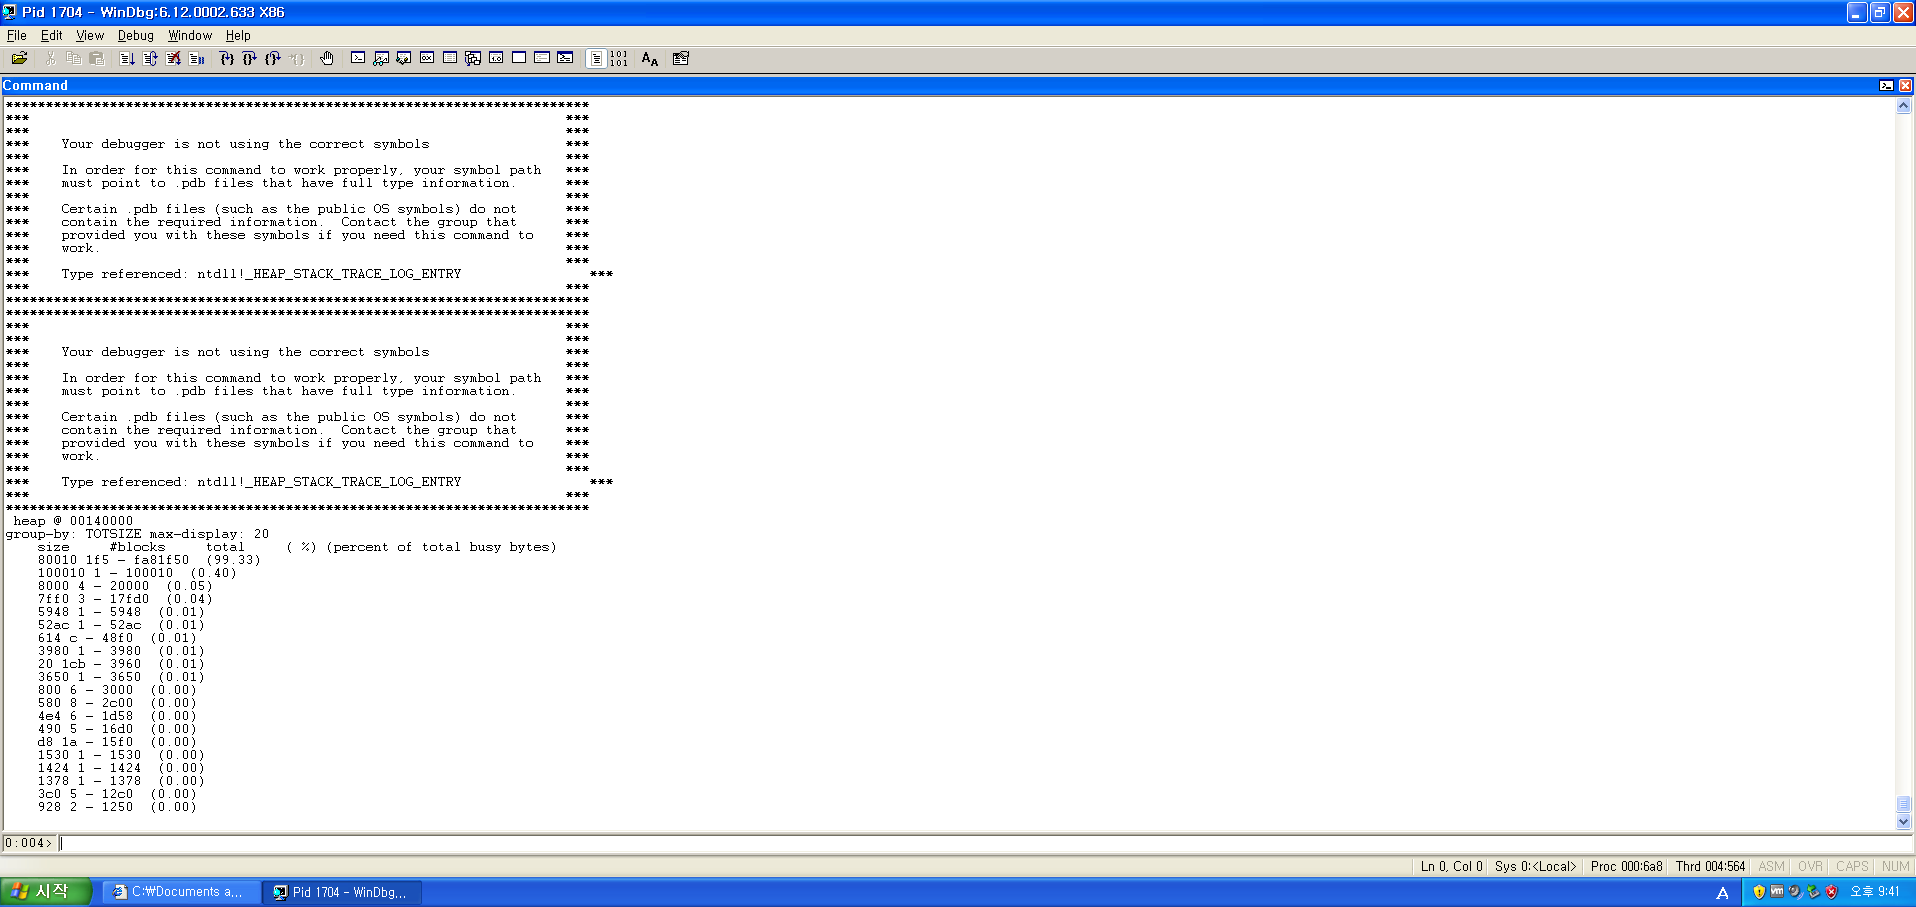 Pid 1704 - WinDbg:6.12.0002.633 X86
File Edit View Debug Window Help
Command
*************************************************************************
***                                                                   ***
***                                                                   ***
***    Your debugger is not using the correct symbols                 ***
***                                                                   ***
***    In order for this command to work properly, your symbol path   ***
***    must point to .pdb files that have full type information.      ***
***                                                                   ***
***    Certain .pdb files (such as the public OS symbols) do not      ***
***    contain the required information.  Contact the group that      ***
***    provided you with these symbols if you need this command to    ***
***    work.                                                          ***
***                                                                   ***
***    Type referenced: ntdll!_HEAP_STACK_TRACE_LOG_ENTRY                ***
***                                                                   ***
*************************************************************************
*************************************************************************
***                                                                   ***
***                                                                   ***
***    Your debugger is not using the correct symbols                 ***
***                                                                   ***
***    In order for this command to work properly, your symbol path   ***
***    must point to .pdb files that have full type information.      ***
***                                                                   ***
***    Certain .pdb files (such as the public OS symbols) do not      ***
***    contain the required information.  Contact the group that      ***
***    provided you with these symbols if you need this command to    ***
***    work.                                                          ***
***                                                                   ***
***    Type referenced: ntdll!_HEAP_STACK_TRACE_LOG_ENTRY                ***
***                                                                   ***
*************************************************************************
heap @ 00140000
group-by: TOTSIZE max-display: 20
size     #blocks     total     ( %) (percent of total busy bytes)
80010 1f5 - fa81f50  (99.33)
100010 1 - 100010  (0.40)
8000 4 - 20000  (0.05)
7ff0 3 - 17fd0  (0.04)
5948 1 - 5948  (0.01)
52ac 1 - 52ac  (0.01)
614 c - 48f0  (0.01)
3980 1 - 3980  (0.01)
20 1cb - 3960  (0.01)
3650 1 - 3650  (0.01)
800 6 - 3000  (0.00)
580 8 - 2c00  (0.00)
4e4 6 - 1d58  (0.00)
490 5 - 16d0  (0.00)
d8 1a - 15f0  (0.00)
1530 1 - 1530  (0.00)
1424 1 - 1424  (0.00)
1378 1 - 1378  (0.00)
3c0 5 - 12c0  (0.00)
928 2 - 1250  (0.00)
0:004>
Ln 0, Col 0 Sys 0:<Local> Proc 000:6a8 Thrd 004:564 ASM OVR CAPS NUM
시작 C:₩Documents a... Pid 1704 - WinDbg... A 오후 9:41